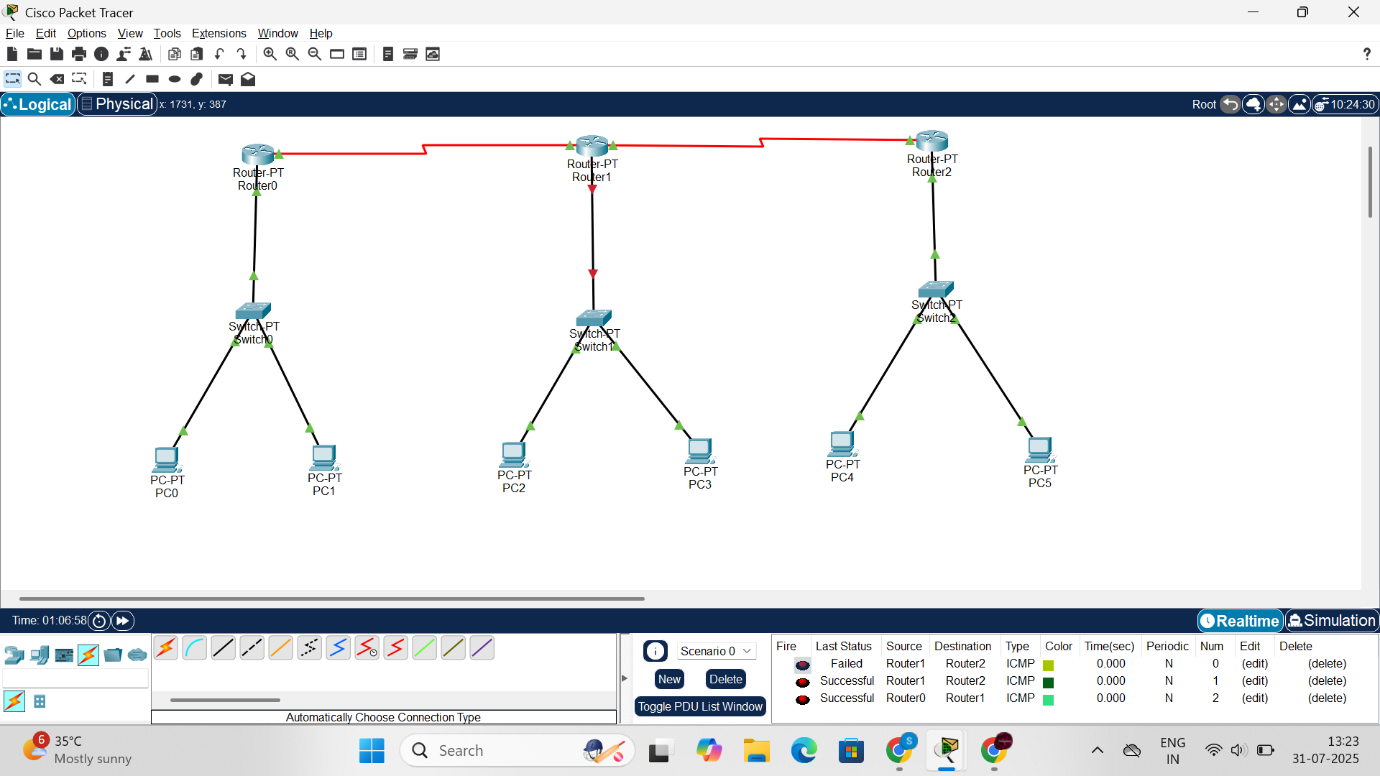 Cisco Packet Tracer
File Edit Options View Tools Extensions Window Help
?
Logical Physical x: 1731, y: 387 Root 10:24:30
Router-PT
Router0
Router-PT
Router1
Router-PT
Router2
Switch-PT
Switch0
Switch-PT
Switch1
Switch-PT
Switch2
PC-PT
PC0
PC-PT
PC1
PC-PT
PC2
PC-PT
PC3
PC-PT
PC4
PC-PT
PC5
Time: 01:06:58 Realtime Simulation
Scenario 0
New Delete
Toggle PDU List Window
Automatically Choose Connection Type
Fire Last Status Source Destination Type Color Time(sec) Periodic Num Edit Delete
Failed Router1 Router2 ICMP 0.000 N 0 (edit) (delete)
Successful Router1 Router2 ICMP 0.000 N 1 (edit) (delete)
Successful Router0 Router1 ICMP 0.000 N 2 (edit) (delete)
6
35°C
Mostly sunny
Search
S
ENG
IN
13:23
31-07-2025